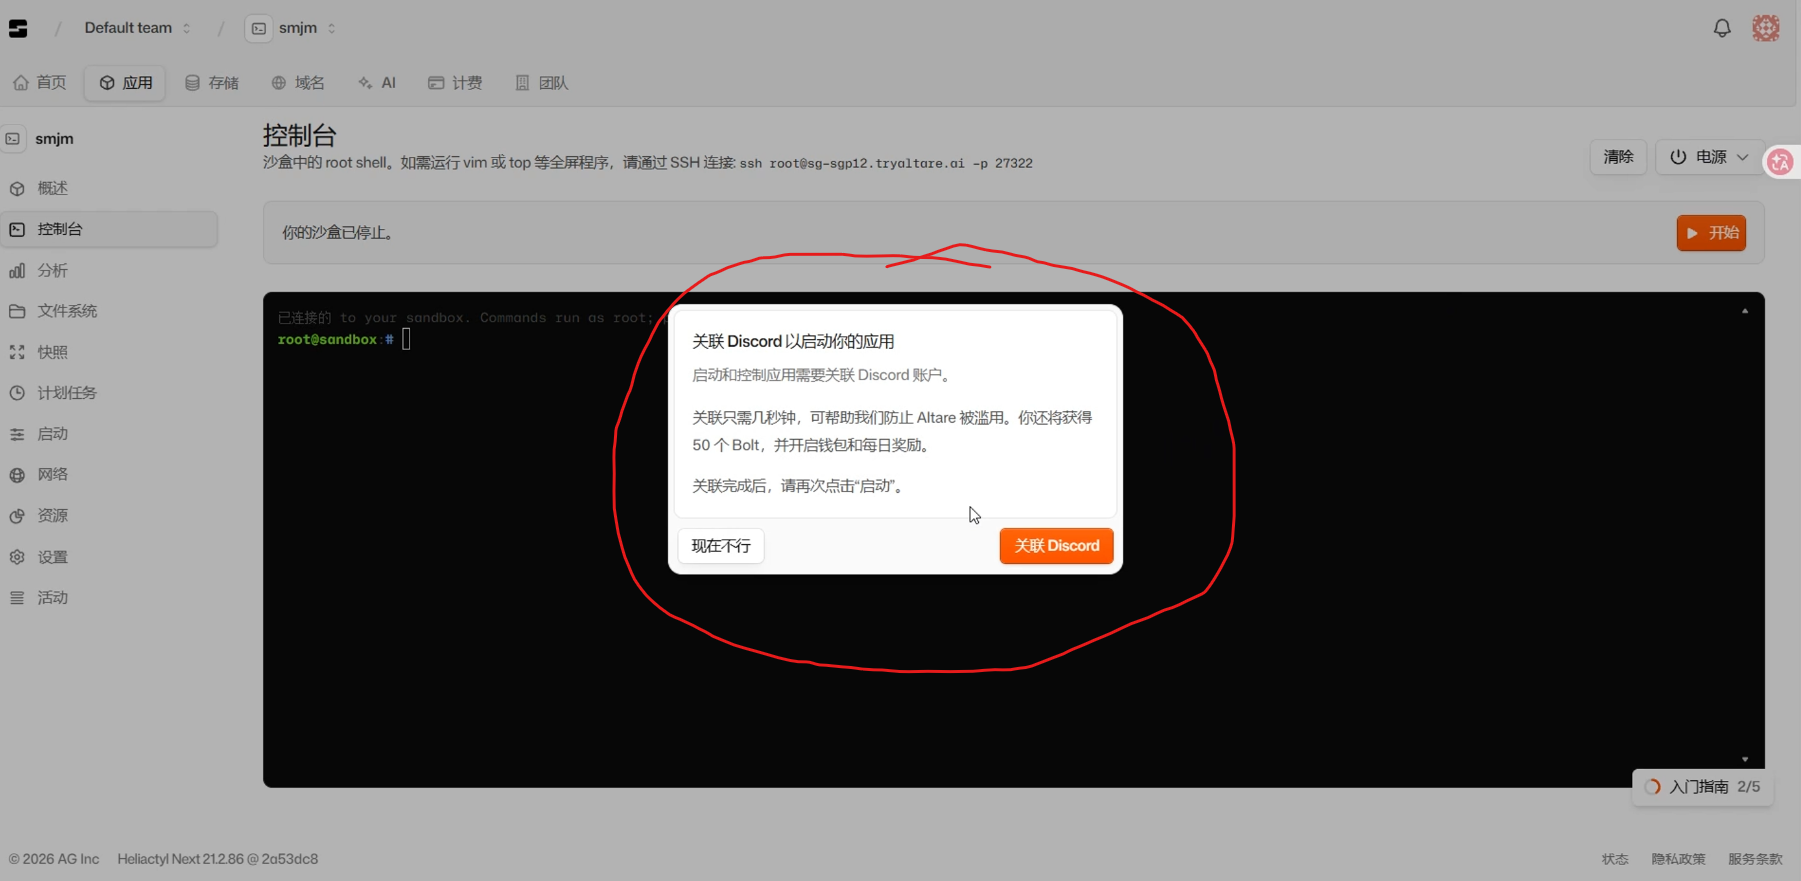 Default team
smjm
首页
应用
存储
域名
AI
计费
团队
smjm
控制台
沙盒中的 root shell。如需运行 vim 或 top 等全屏程序，请通过 SSH 连接: ssh root@sg-sgp12.tryaltare.ai -p 27322
清除
电源
概述
控制台
分析
文件系统
快照
计划任务
启动
网络
资源
设置
活动
你的沙盒已停止。
开始
已连接的 to your sandbox. Commands run as root;
root@sandbox:#
关联 Discord 以启动你的应用
启动和控制应用需要关联 Discord 账户。
关联只需几秒钟，可帮助我们防止 Altare 被滥用。你还将获得
50 个 Bolt，并开启钱包和每日奖励。
关联完成后，请再次点击“启动”。
现在不行
关联 Discord
入门指南 2/5
© 2026 AG Inc
Heliactyl Next 21.2.86 @ 2a53dc8
状态
隐私政策
服务条款